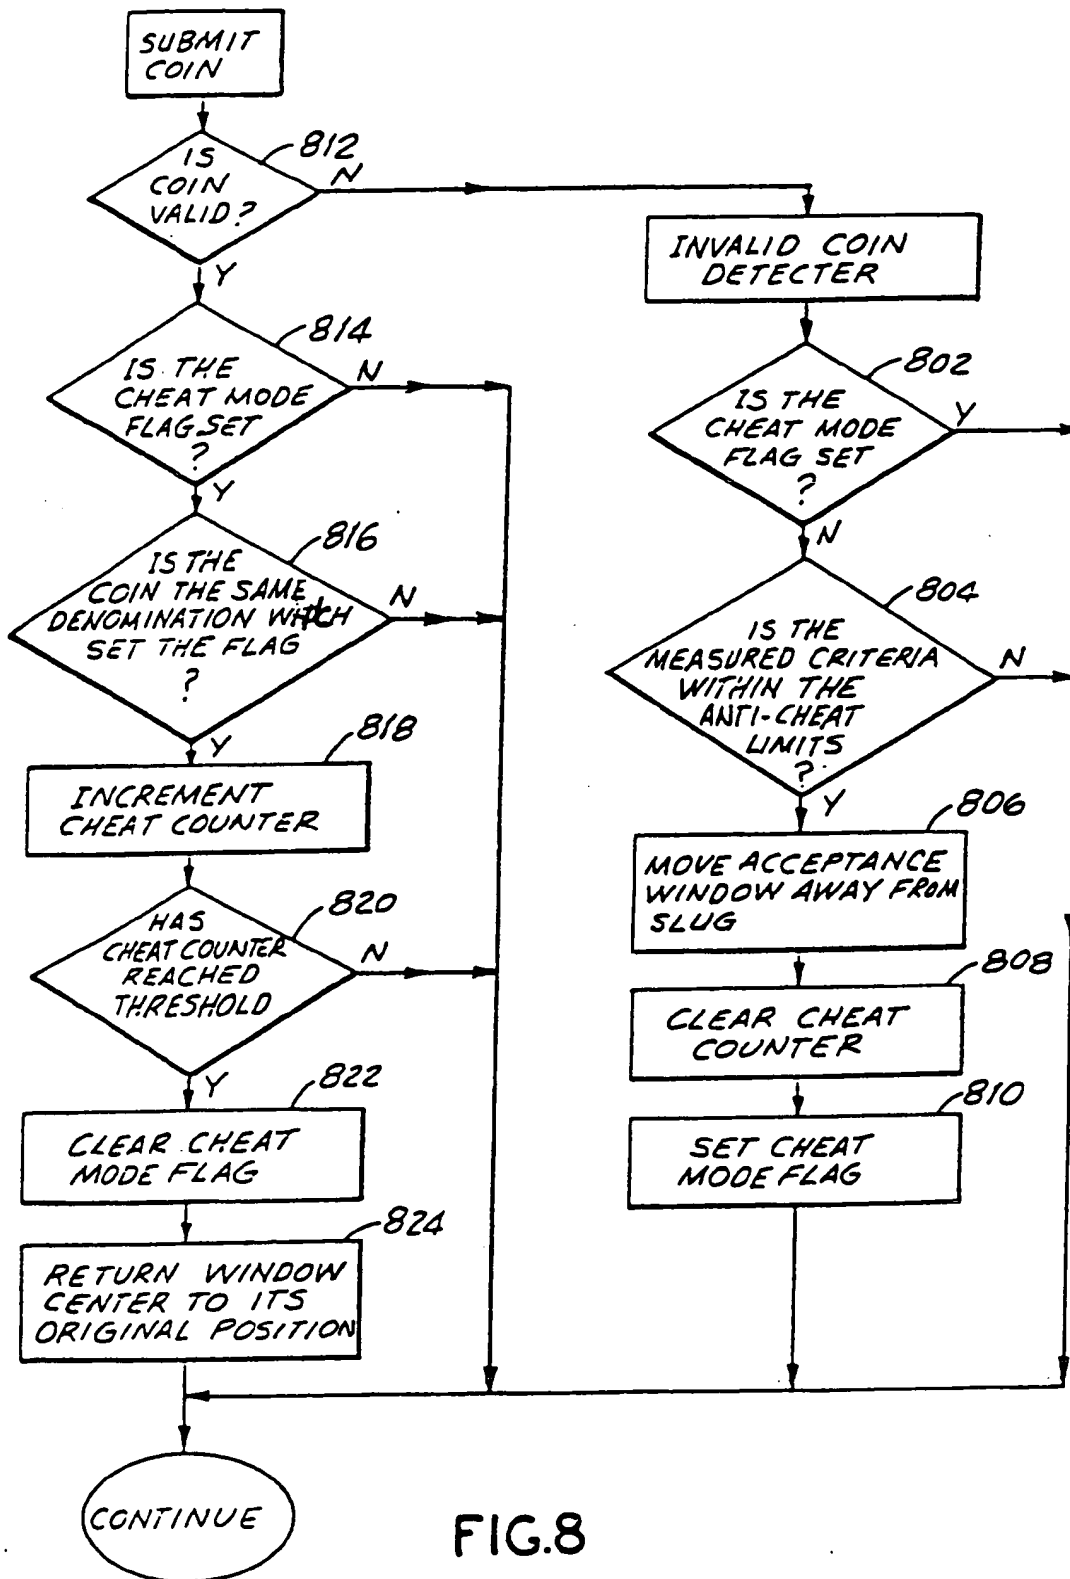 SUBMIT
COIN
812
IS
COIN
VALID?
N
Y
INVALID COIN
DETECTER
814
IS THE
CHEAT MODE
FLAG SET
?
N
Y
802
IS THE
CHEAT MODE
FLAG SET
?
Y
N
816
IS THE
COIN THE SAME
DENOMINATION WHICH
SET THE FLAG
?
N
Y
804
IS THE
MEASURED CRITERIA
WITHIN THE
ANTI-CHEAT
LIMITS
?
N
Y
818
INCREMENT
CHEAT COUNTER
806
MOVE ACCEPTANCE
WINDOW AWAY FROM
SLUG
820
HAS
CHEAT COUNTER
REACHED
THRESHOLD
N
Y
808
CLEAR CHEAT
COUNTER
822
CLEAR CHEAT
MODE FLAG
810
SET CHEAT
MODE FLAG
824
RETURN WINDOW
CENTER TO ITS
ORIGINAL POSITION
CONTINUE
FIG.8